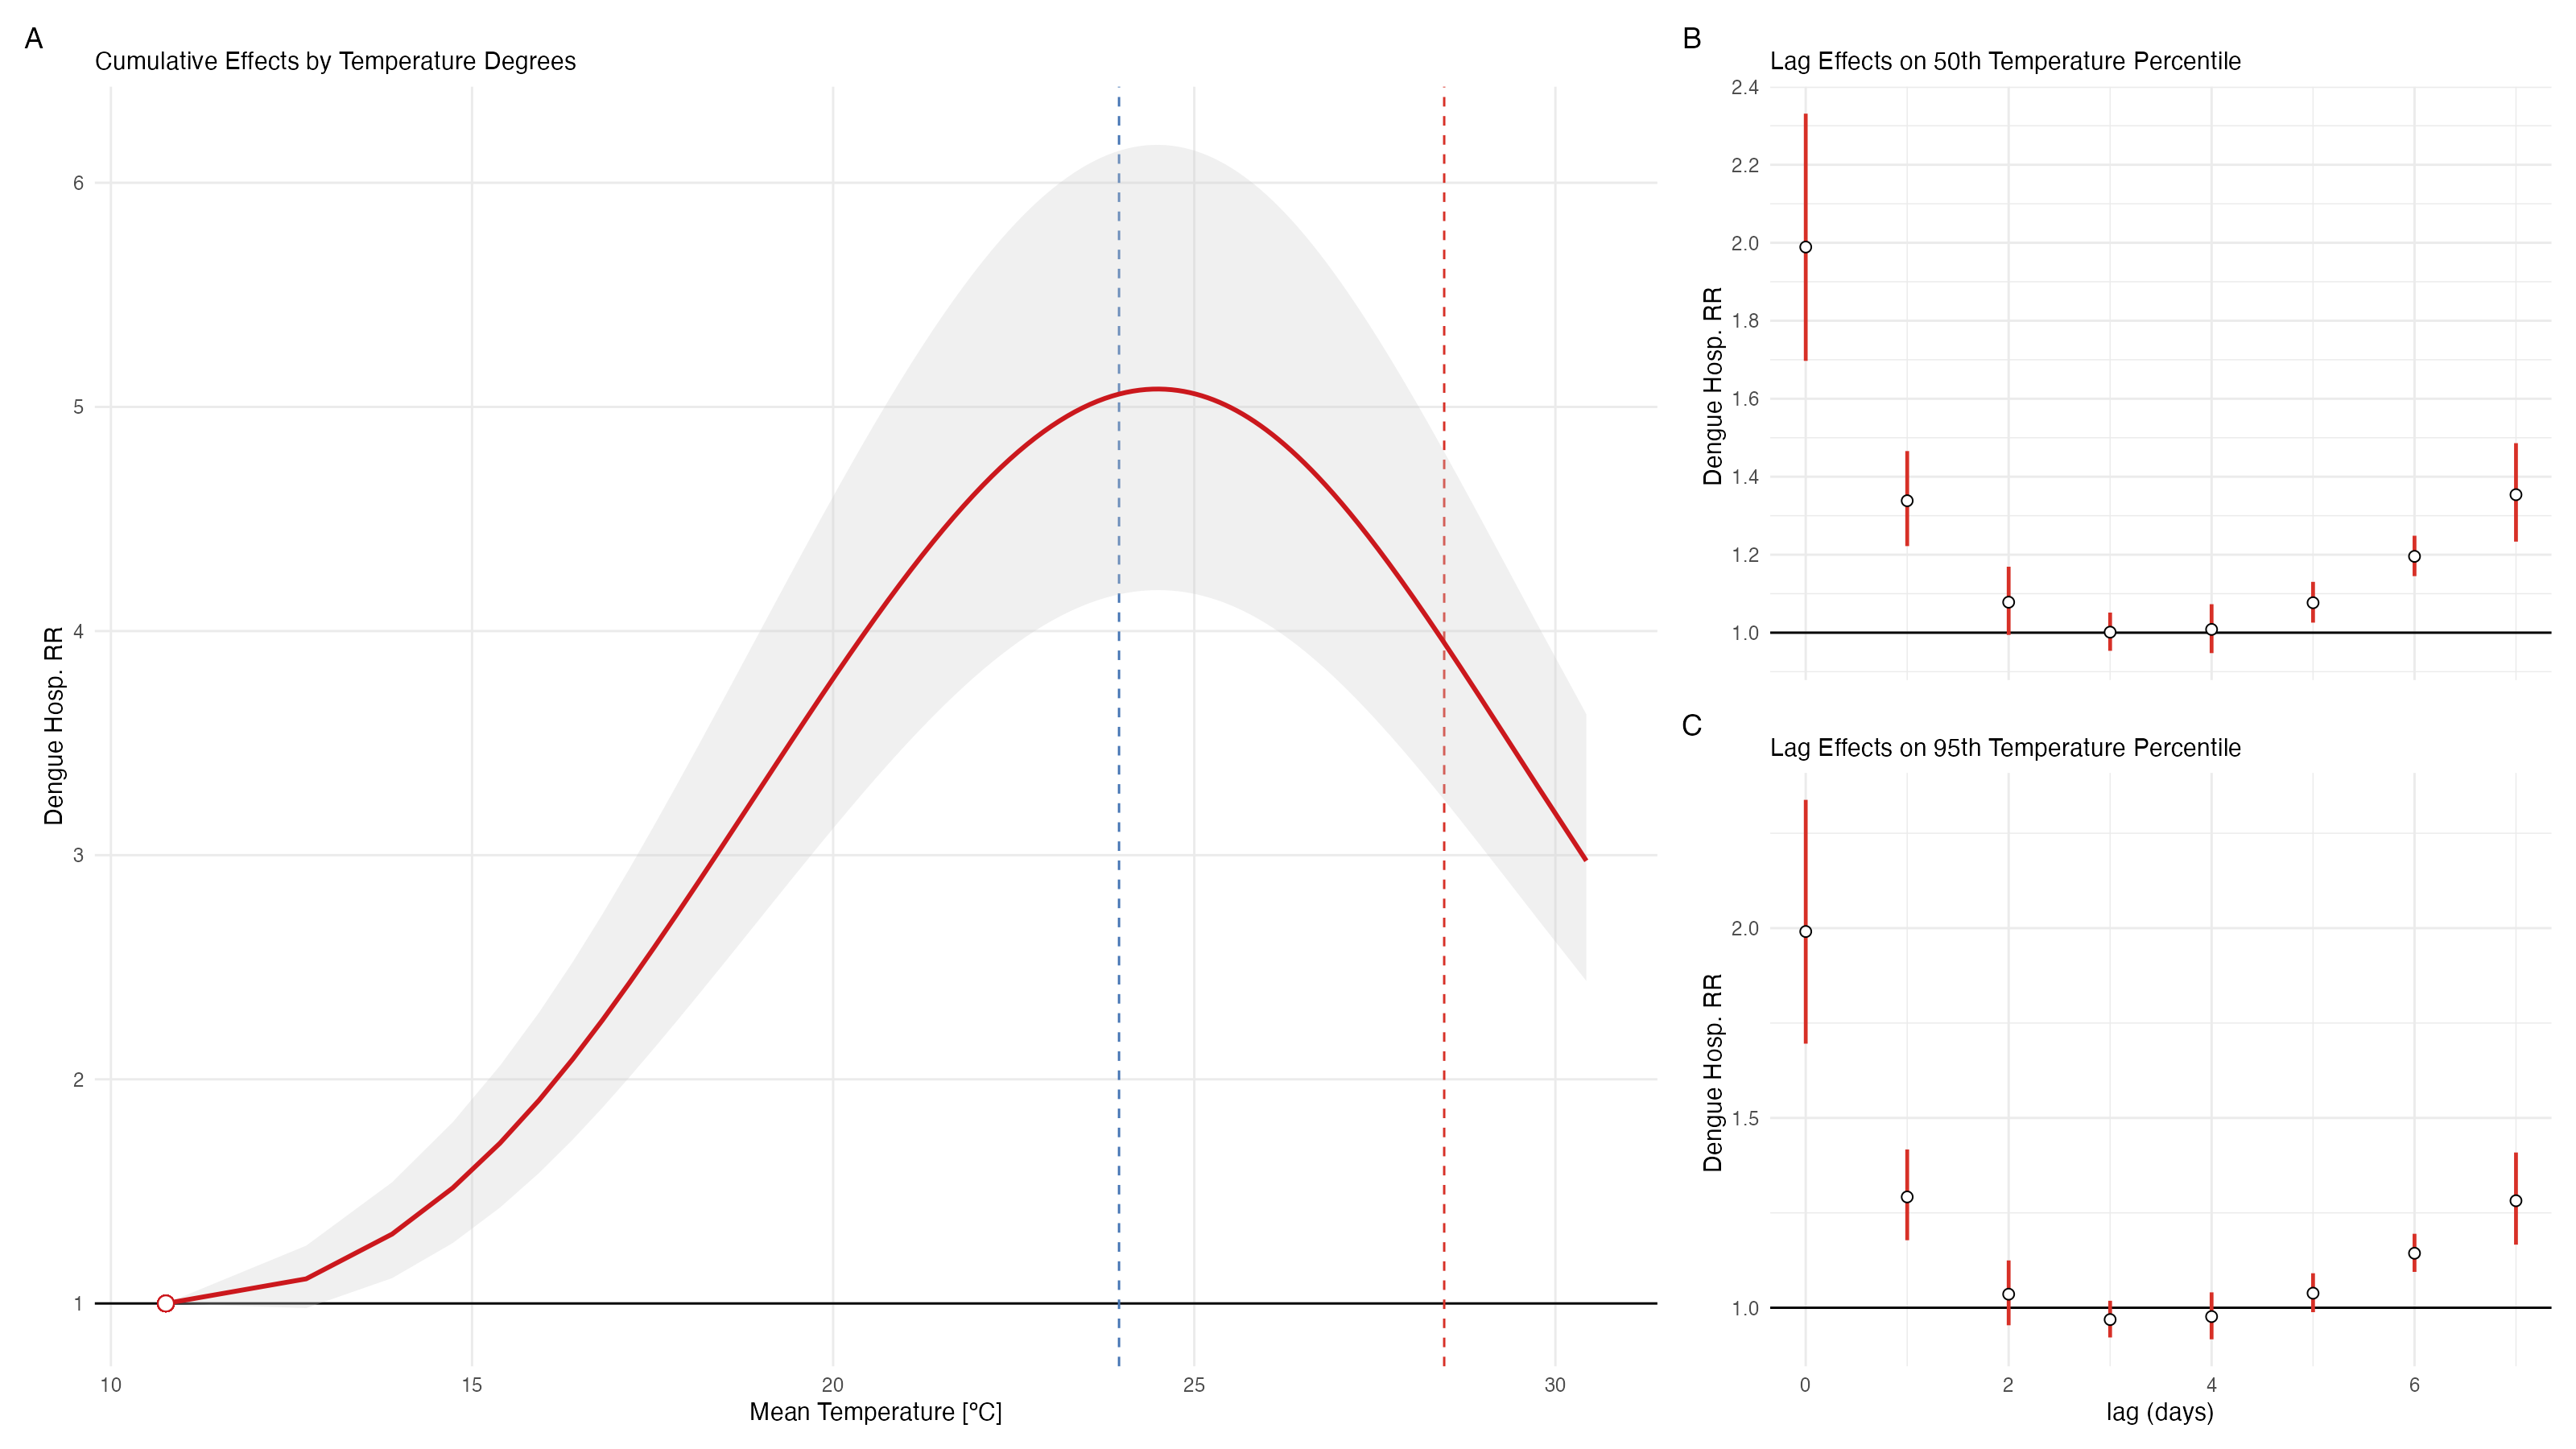 A
Cumulative Effects by Temperature Degrees
Dengue Hosp. RR
6
5
4
3
2
1
10 15 20 25 30
Mean Temperature [ºC]
B
Lag Effects on 50th Temperature Percentile
Dengue Hosp. RR
2.4
2.2
2.0
1.8
1.6
1.4
1.2
1.0
C
Lag Effects on 95th Temperature Percentile
Dengue Hosp. RR
2.0
1.5
1.0
0 2 4 6
lag (days)